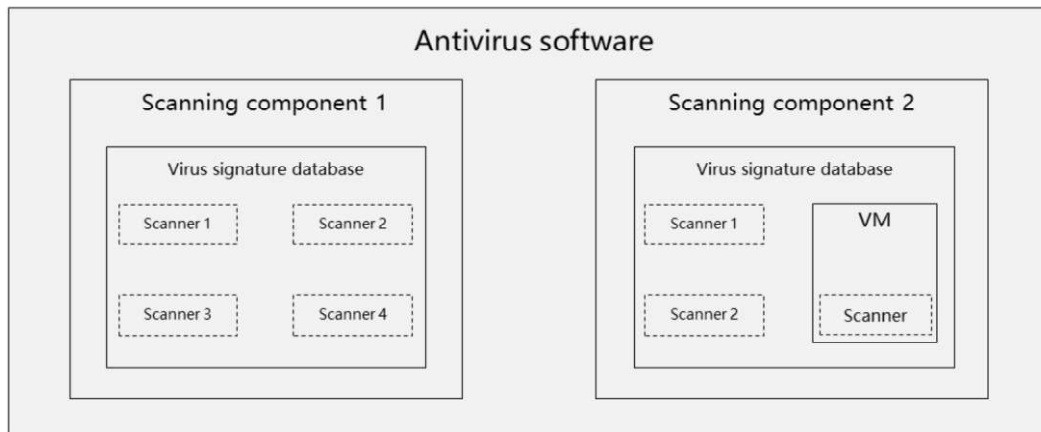 Antivirus software
Scanning component 1
Virus signature database
Scanner 1
Scanner 2
Scanner 3
Scanner 4
Scanning component 2
Virus signature database
Scanner 1
VM
Scanner 2
Scanner